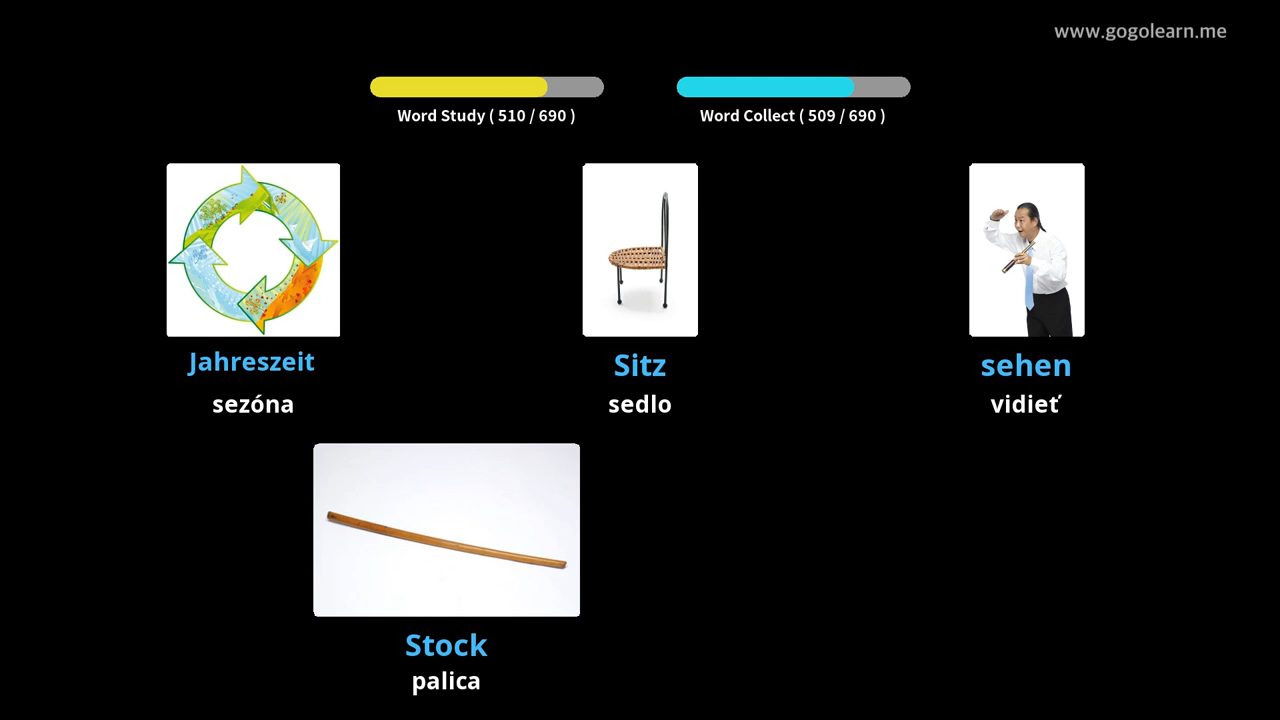 www.gogolearn.me
Word Study ( 510 / 690 )
Word Collect ( 509 / 690 )
Jahreszeit
Sitz
sehen
sezóna
sedlo
vidieť
Stock
palica